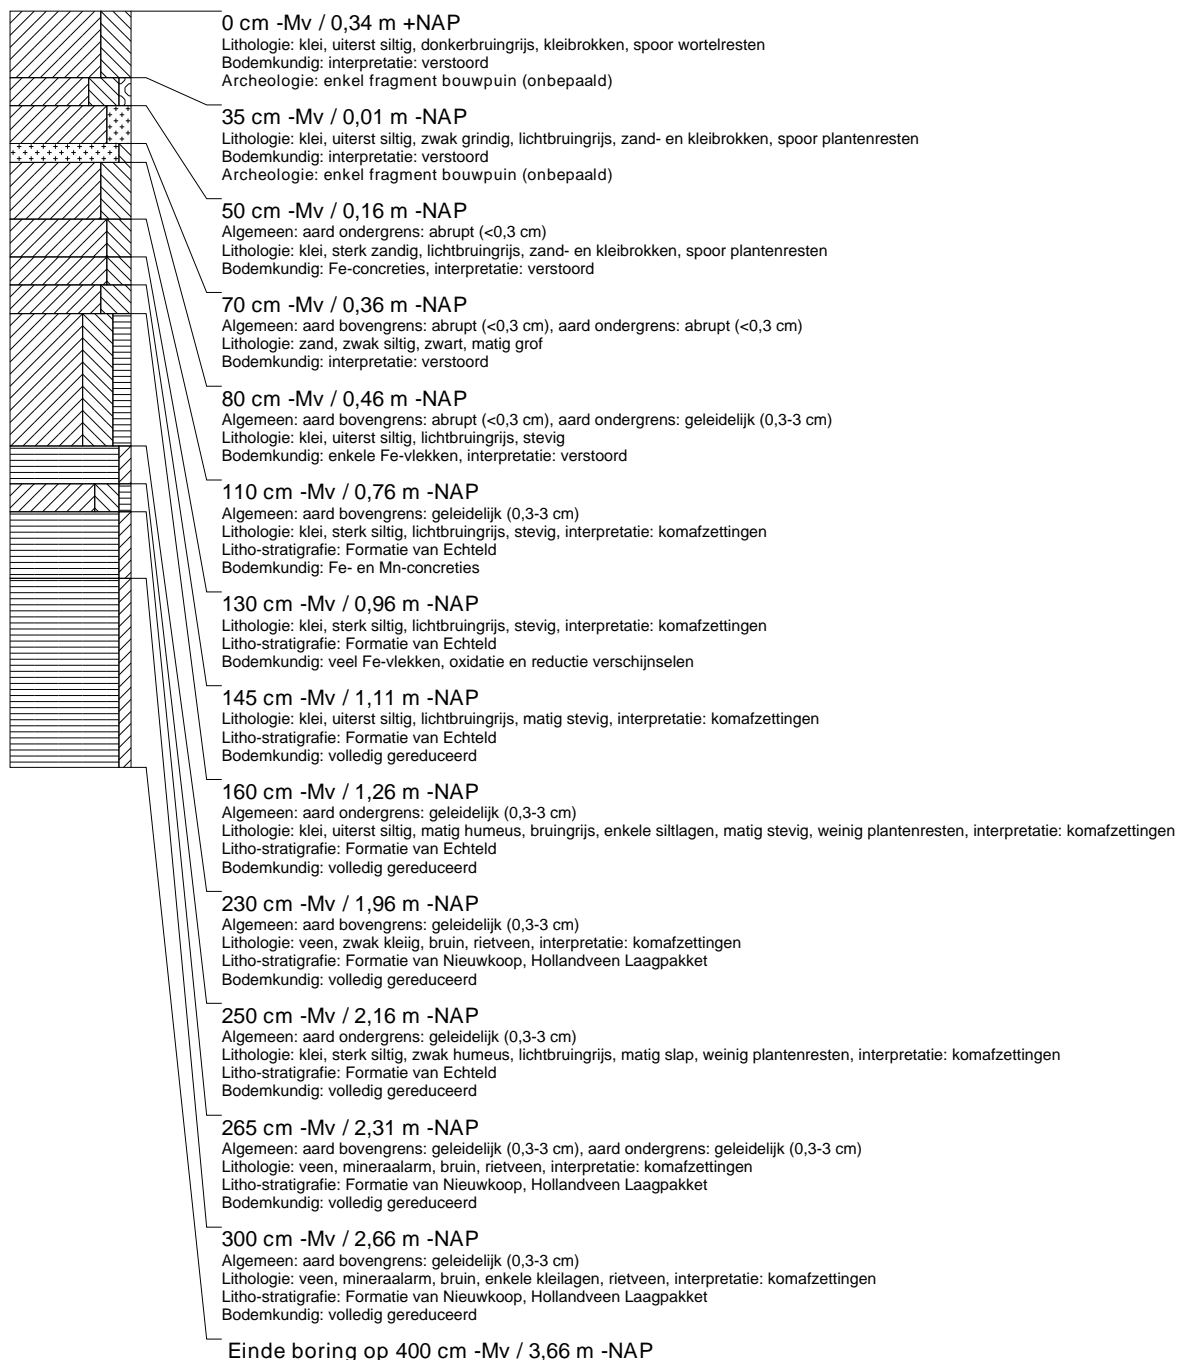 0 cm -Mv / 0,34 m +NAP
Lithologie: klei, uiterst siltig, donkerbruingrijs, kleibrokken, spoor wortelresten
Bodemkundig: interpretatie: verstoord
Archeologie: enkel fragment bouwpuin (onbepaald)
35 cm -Mv / 0,01 m -NAP
Lithologie: klei, uiterst siltig, zwak grindig, lichtbruingrijs, zand- en kleibrokken, spoor plantenresten
Bodemkundig: interpretatie: verstoord
Archeologie: enkel fragment bouwpuin (onbepaald)
50 cm -Mv / 0,16 m -NAP
Algemeen: aard ondergrens: abrupt (<0,3 cm)
Lithologie: klei, sterk zandig, lichtbruingrijs, zand- en kleibrokken, spoor plantenresten
Bodemkundig: Fe-concreties, interpretatie: verstoord
70 cm -Mv / 0,36 m -NAP
Algemeen: aard bovengrens: abrupt (<0,3 cm), aard ondergrens: abrupt (<0,3 cm)
Lithologie: zand, zwak siltig, zwart, matig grof
Bodemkundig: interpretatie: verstoord
80 cm -Mv / 0,46 m -NAP
Algemeen: aard bovengrens: abrupt (<0,3 cm), aard ondergrens: geleidelijk (0,3-3 cm)
Lithologie: klei, uiterst siltig, lichtbruingrijs, stevig
Bodemkundig: enkele Fe-vlekken, interpretatie: verstoord
110 cm -Mv / 0,76 m -NAP
Algemeen: aard bovengrens: geleidelijk (0,3-3 cm)
Lithologie: klei, sterk siltig, lichtbruingrijs, stevig, interpretatie: komafzettingen
Litho-stratigrafie: Formatie van Echteld
Bodemkundig: Fe- en Mn-concreties
130 cm -Mv / 0,96 m -NAP
Lithologie: klei, sterk siltig, lichtbruingrijs, stevig, interpretatie: komafzettingen
Litho-stratigrafie: Formatie van Echteld
Bodemkundig: veel Fe-vlekken, oxidatie en reductie verschijnselen
145 cm -Mv / 1,11 m -NAP
Lithologie: klei, uiterst siltig, lichtbruingrijs, matig stevig, interpretatie: komafzettingen
Litho-stratigrafie: Formatie van Echteld
Bodemkundig: volledig gereduceerd
160 cm -Mv / 1,26 m -NAP
Algemeen: aard ondergrens: geleidelijk (0,3-3 cm)
Lithologie: klei, uiterst siltig, matig humeus, bruingrijs, enkele siltlagen, matig stevig, weinig plantenresten, interpretatie: komafzettingen
Litho-stratigrafie: Formatie van Echteld
Bodemkundig: volledig gereduceerd
230 cm -Mv / 1,96 m -NAP
Algemeen: aard bovengrens: geleidelijk (0,3-3 cm)
Lithologie: veen, zwak kleiig, bruin, rietveen, interpretatie: komafzettingen
Litho-stratigrafie: Formatie van Nieuwkoop, Hollandveen Laagpakket
Bodemkundig: volledig gereduceerd
250 cm -Mv / 2,16 m -NAP
Algemeen: aard ondergrens: geleidelijk (0,3-3 cm)
Lithologie: klei, sterk siltig, zwak humeus, lichtbruingrijs, matig slap, weinig plantenresten, interpretatie: komafzettingen
Litho-stratigrafie: Formatie van Echteld
Bodemkundig: volledig gereduceerd
265 cm -Mv / 2,31 m -NAP
Algemeen: aard bovengrens: geleidelijk (0,3-3 cm), aard ondergrens: geleidelijk (0,3-3 cm)
Lithologie: veen, mineraalarm, bruin, rietveen, interpretatie: komafzettingen
Litho-stratigrafie: Formatie van Nieuwkoop, Hollandveen Laagpakket
Bodemkundig: volledig gereduceerd
300 cm -Mv / 2,66 m -NAP
Algemeen: aard bovengrens: geleidelijk (0,3-3 cm)
Lithologie: veen, mineraalarm, bruin, enkele kleilagen, rietveen, interpretatie: komafzettingen
Litho-stratigrafie: Formatie van Nieuwkoop, Hollandveen Laagpakket
Bodemkundig: volledig gereduceerd
Einde boring op 400 cm -Mv / 3,66 m -NAP